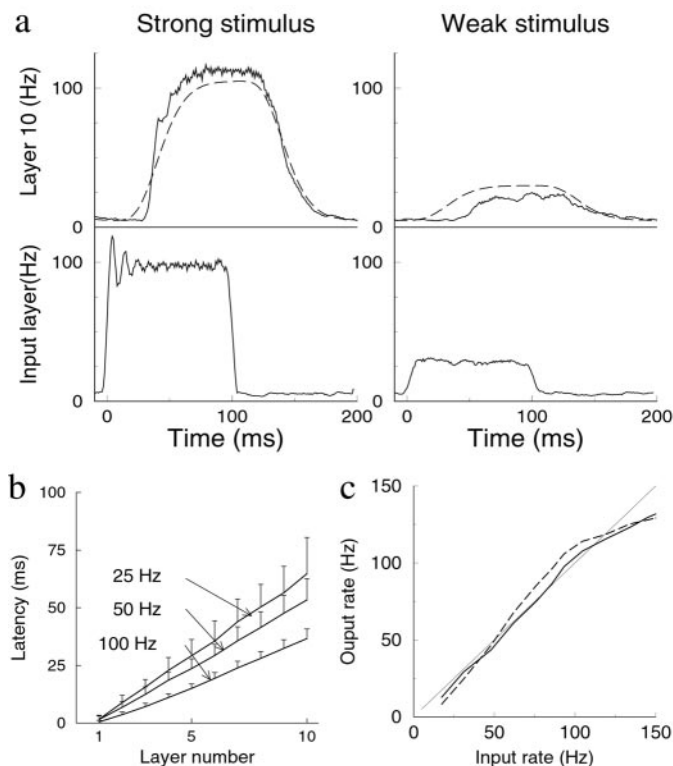 a
Strong stimulus
Weak stimulus
Layer 10 (Hz)
100
0
100
0
Input layer(Hz)
100
0
100
0
0
100
200
0
100
200
Time (ms)
Time (ms)
b
Latency (ms)
100
75
50
25
0
25 Hz
50 Hz
100 Hz
1
5
10
Layer number
c
Ouput rate (Hz)
150
100
50
0
0
50
100
150
Input rate (Hz)